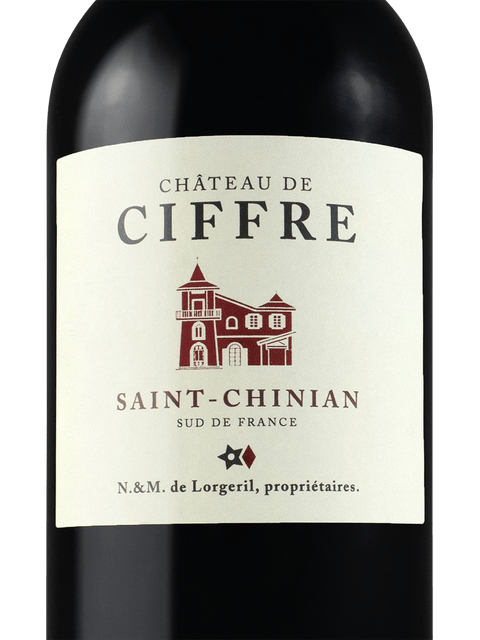 CHÂTEAU DE
CIFFRE
SAINT-CHINIAN
SUD DE FRANCE
N.&M. de Lorgeril, propriétaires.